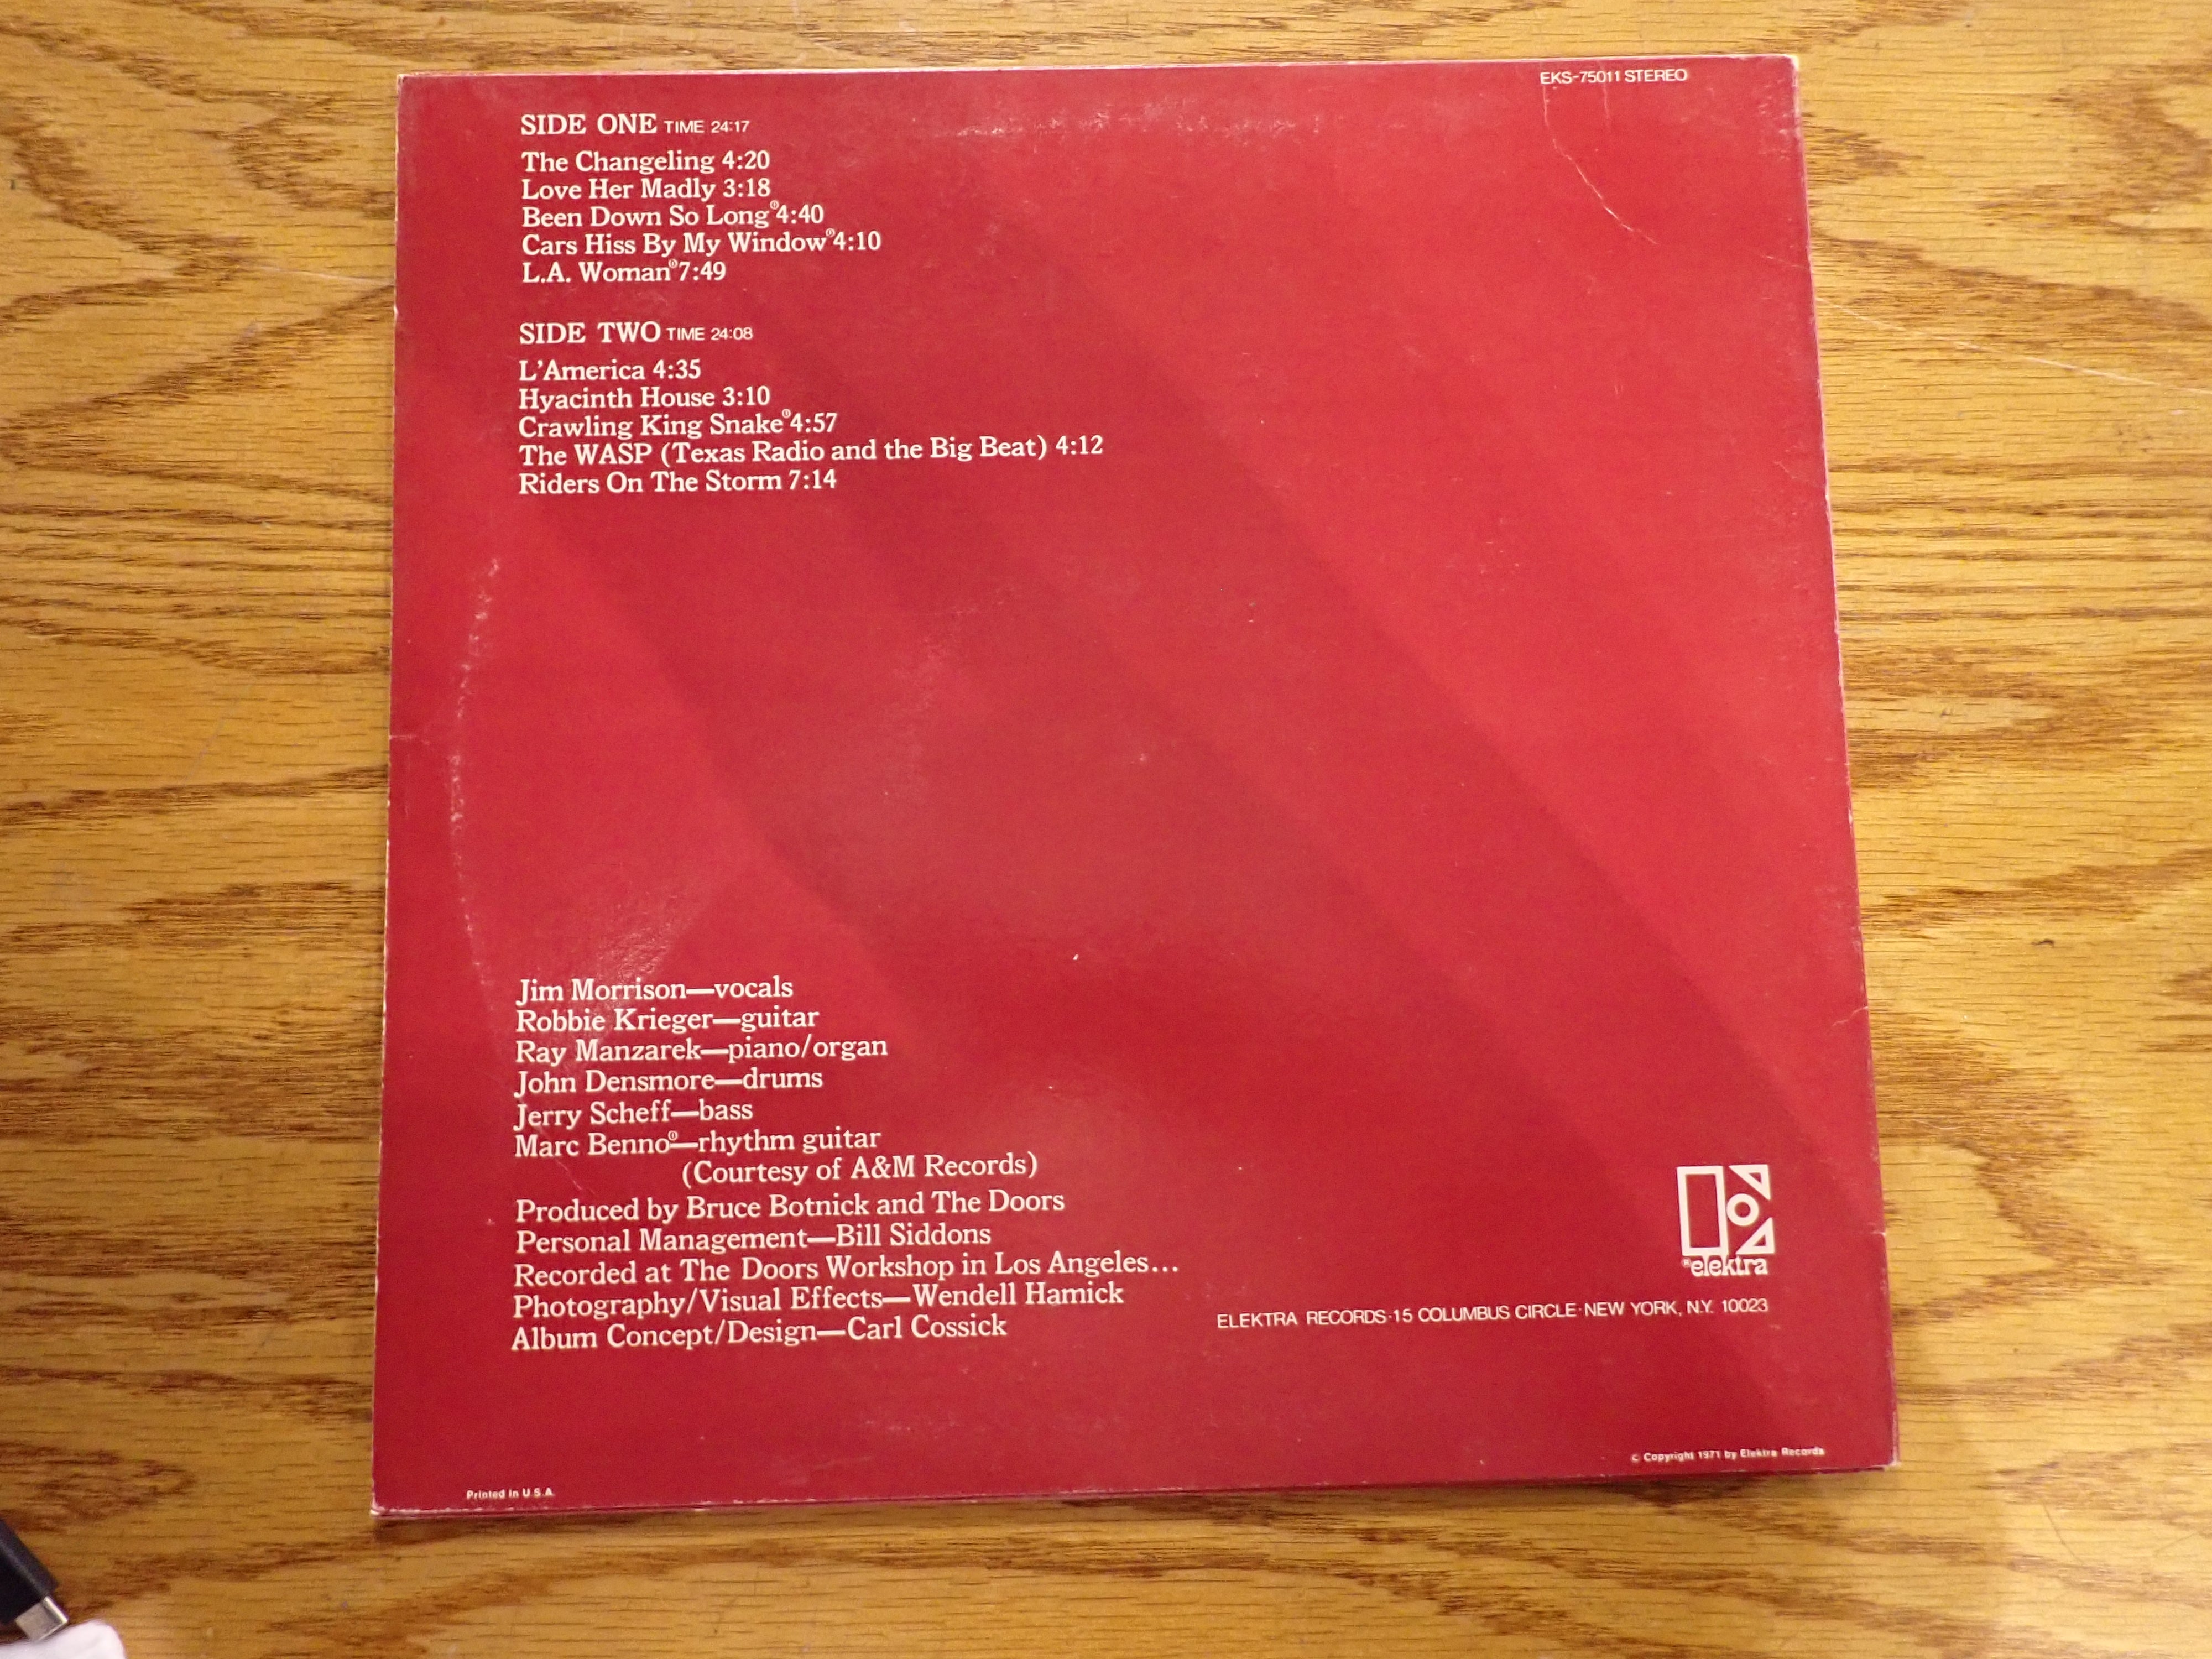 EKS-75011 STEREO
SIDE ONE TIME 24:17
The Changeling 4:20
Love Her Madly 3:18
Been Down So Long① 4:40
Cars Hiss By My Window① 4:10
L.A. Woman① 7:49
SIDE TWO TIME 24:08
L'America 4:35
Hyacinth House 3:10
Crawling King Snake① 4:57
The WASP (Texas Radio and the Big Beat) 4:12
Riders On The Storm 7:14
Jim Morrison—vocals
Robbie Krieger—guitar
Ray Manzarek—piano/organ
John Densmore—drums
Jerry Scheff—bass
Marc Benno①—rhythm guitar
(Courtesy of A&M Records)
Produced by Bruce Botnick and The Doors
Personal Management—Bill Siddons
Recorded at The Doors Workshop in Los Angeles...
Photography/Visual Effects—Wendell Hamick
Album Concept/Design—Carl Cossick
®elektra
ELEKTRA RECORDS·15 COLUMBUS CIRCLE·NEW YORK, N.Y. 10023
© Copyright 1971 by Elektra Records
Printed in U.S.A.